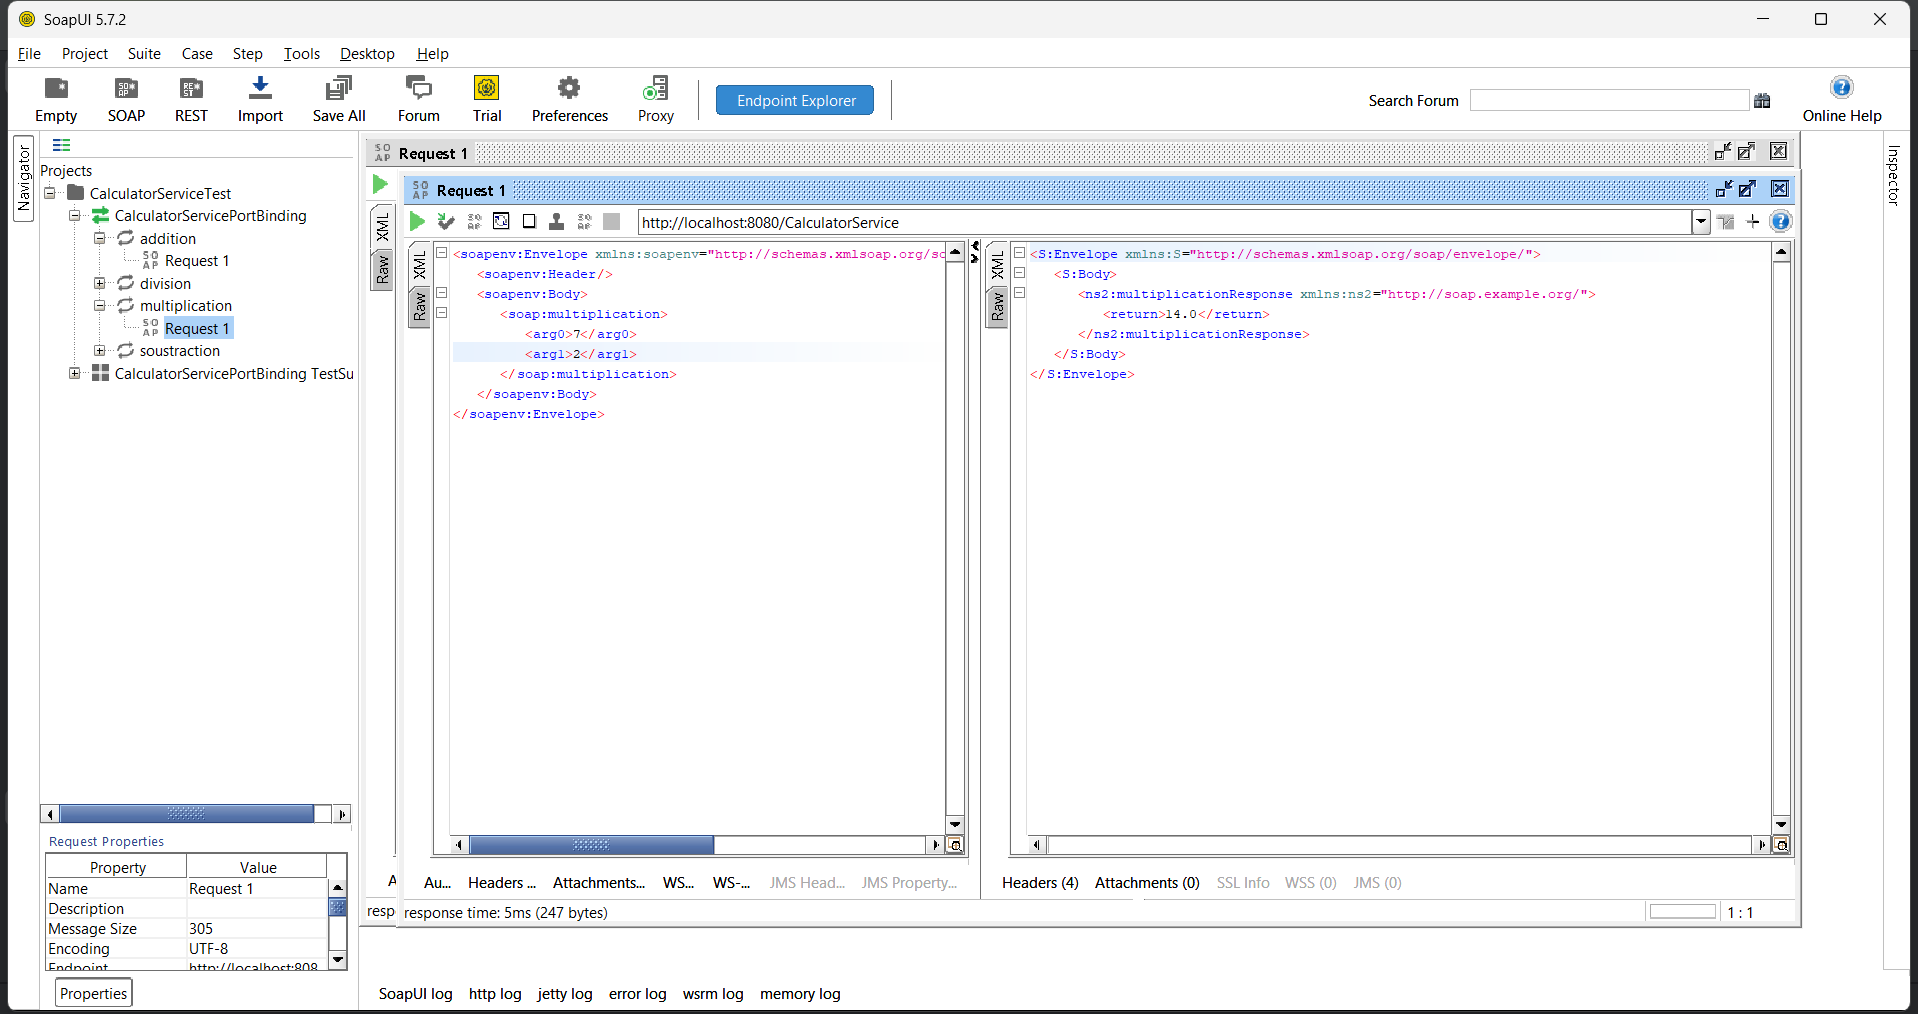 SoapUI 5.7.2
File Project Suite Case Step Tools Desktop Help
Empty SOAP REST Import Save All Forum Trial Preferences Proxy Endpoint Explorer Search Forum Online Help
Navigator
Inspector
Projects
CalculatorServiceTest
CalculatorServicePortBinding
addition
Request 1
division
multiplication
Request 1
soustraction
CalculatorServicePortBinding TestSu
Request Properties
Property Value
Name Request 1
Description
Message Size 305
Encoding UTF-8
Endpoint http://localhost:808
Properties
SOAP Request 1
XML
Raw
SOAP Request 1
http://localhost:8080/CalculatorService
XML
Raw
<soapenv:Envelope xmlns:soapenv="http://schemas.xmlsoap.org/so
<soapenv:Header/>
<soapenv:Body>
<soap:multiplication>
<arg0>7</arg0>
<arg1>2</arg1>
</soap:multiplication>
</soapenv:Body>
</soapenv:Envelope>
XML
Raw
<S:Envelope xmlns:S="http://schemas.xmlsoap.org/soap/envelope/">
<S:Body>
<ns2:multiplicationResponse xmlns:ns2="http://soap.example.org/">
<return>14.0</return>
</ns2:multiplicationResponse>
</S:Body>
</S:Envelope>
A Au... Headers ... Attachments... WS... WS-... JMS Head... JMS Property...
Headers (4) Attachments (0) SSL Info WSS (0) JMS (0)
resp response time: 5ms (247 bytes) 1 : 1
SoapUI log http log jetty log error log wsrm log memory log